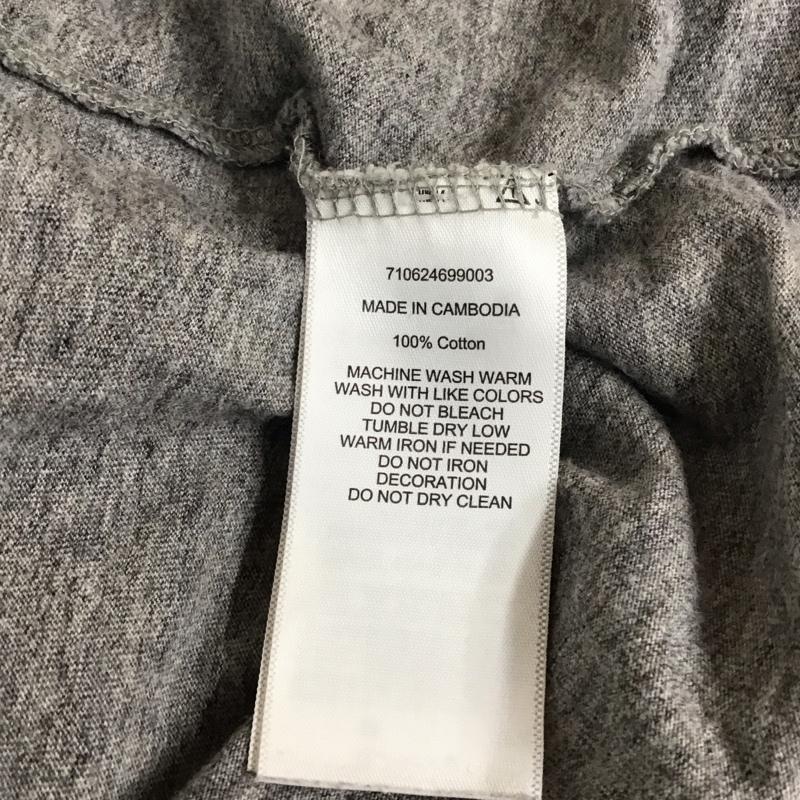 710624699003
MADE IN CAMBODIA
100% Cotton
MACHINE WASH WARM
WASH WITH LIKE COLORS
DO NOT BLEACH
TUMBLE DRY LOW
WARM IRON IF NEEDED
DO NOT IRON
DECORATION
DO NOT DRY CLEAN